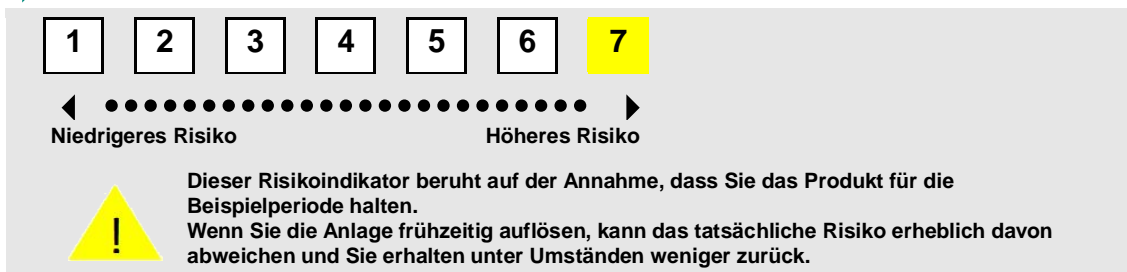 1 2 3 4 5 6 7
Niedrigeres Risiko Höheres Risiko
!
Dieser Risikoindikator beruht auf der Annahme, dass Sie das Produkt für die
Beispielperiode halten.
Wenn Sie die Anlage frühzeitig auflösen, kann das tatsächliche Risiko erheblich davon
abweichen und Sie erhalten unter Umständen weniger zurück.